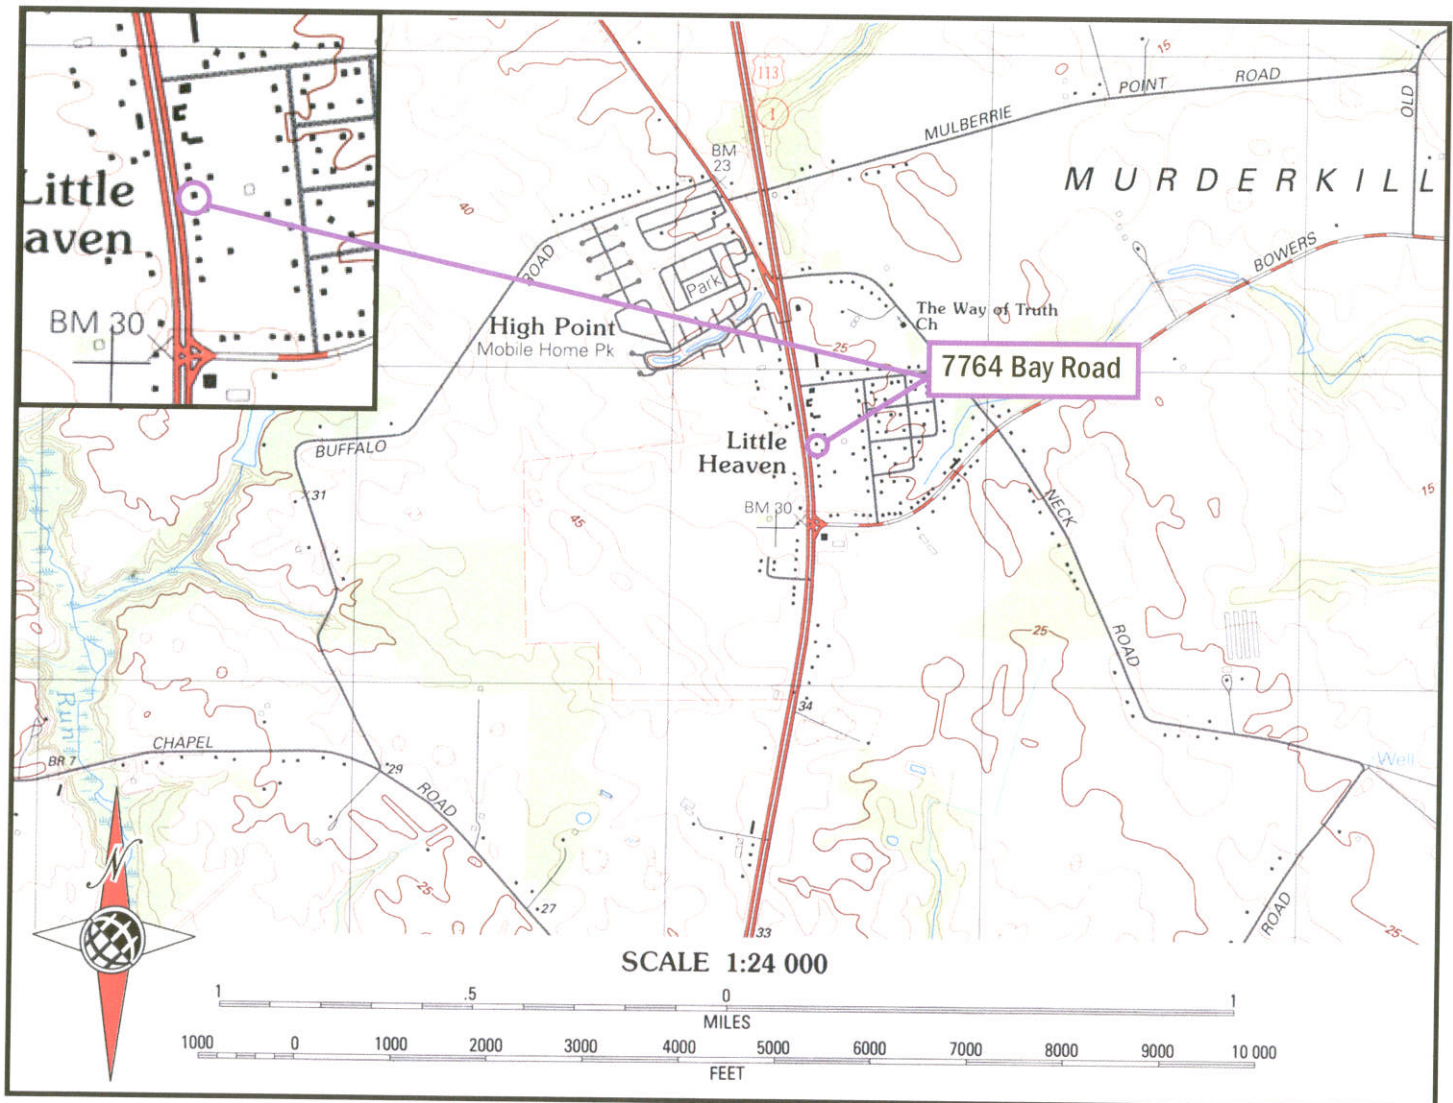 Little
aven
BM 30
113
1
15
MULBERRIE
POINT
ROAD
OLD
BM
23
MURDERKILL
40
ROAD
BOWERS
Park
The Way of Truth
Ch
High Point
Mobile Home Pk
25
7764 Bay Road
BUFFALO
Little
Heaven
31
BM 30
45
NECK
15
ROAD
25
Run
34
CHAPEL
BR 7
29
ROAD
Well
25
27
ROAD
25
33
N
SCALE 1:24 000
1 .5 0 1
MILES
1000 0 1000 2000 3000 4000 5000 6000 7000 8000 9000 10 000
FEET